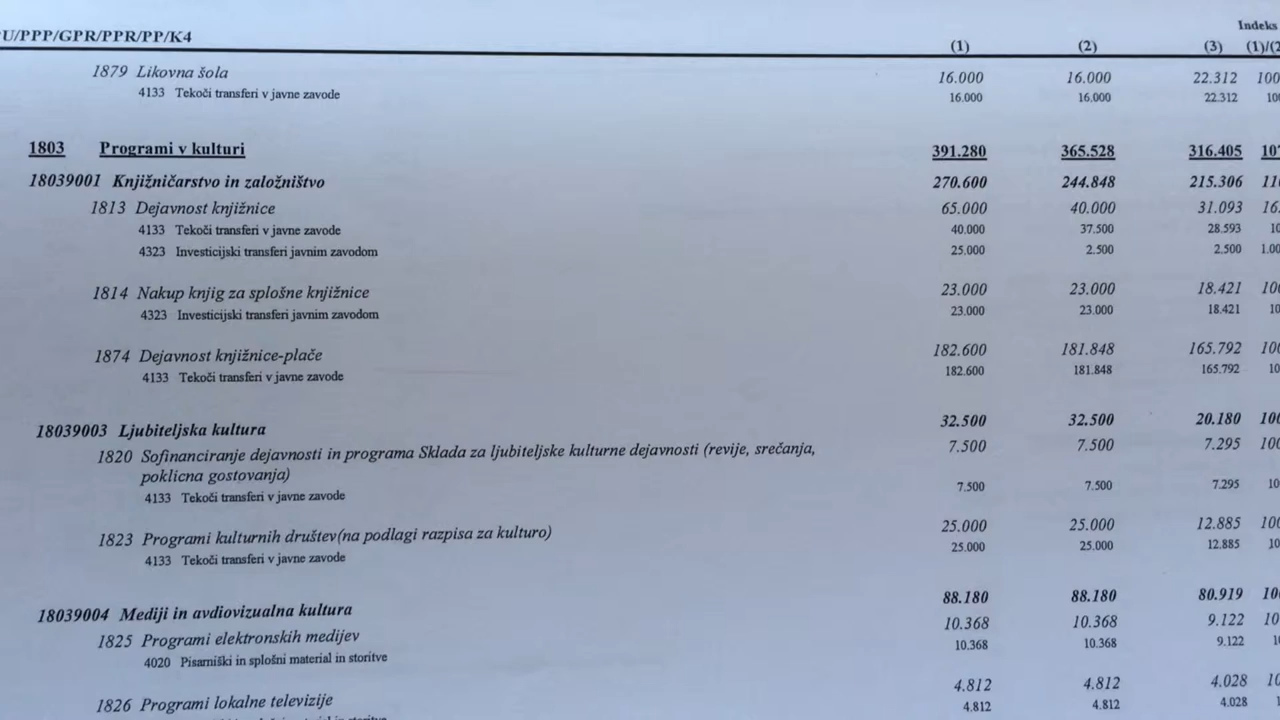 U/PPP/GPR/PPR/PP/K4 Indeks
(1) (2) (3) (1)/(2
1879 Likovna šola 16.000 16.000 22.312 100
4133 Tekoči transferi v javne zavode 16.000 16.000 22.312
1803 Programi v kulturi 391.280 365.528 316.405
18039001 Knjižničarstvo in založništvo 270.600 244.848 215.306
1813 Dejavnost knjižnice 65.000 40.000 31.093
4133 Tekoči transferi v javne zavode 40.000 37.500 28.593
4323 Investicijski transferi javnim zavodom 25.000 2.500 2.500 1.00
1814 Nakup knjig za splošne knjižnice 23.000 23.000 18.421
4323 Investicijski transferi javnim zavodom 23.000 23.000 18.421
1874 Dejavnost knjižnice-plače 182.600 181.848 165.792
4133 Tekoči transferi v javne zavode 182.600 181.848 165.792
18039003 Ljubiteljska kultura 32.500 32.500 20.180
1820 Sofinanciranje dejavnosti in programa Sklada za ljubiteljske kulturne dejavnosti (revije, srečanja, 7.500 7.500 7.295
poklicna gostovanja)
4133 Tekoči transferi v javne zavode 7.500 7.500 7.295
1823 Programi kulturnih društev(na podlagi razpisa za kulturo) 25.000 25.000 12.885
4133 Tekoči transferi v javne zavode 25.000 25.000 12.885
18039004 Mediji in avdiovizualna kultura 88.180 88.180 80.919
1825 Programi elektronskih medijev 10.368 10.368 9.122
4020 Pisarniški in splošni material in storitve 10.368 10.368 9.122
1826 Programi lokalne televizije 4.812 4.812 4.028
4.812 4.812 4.028